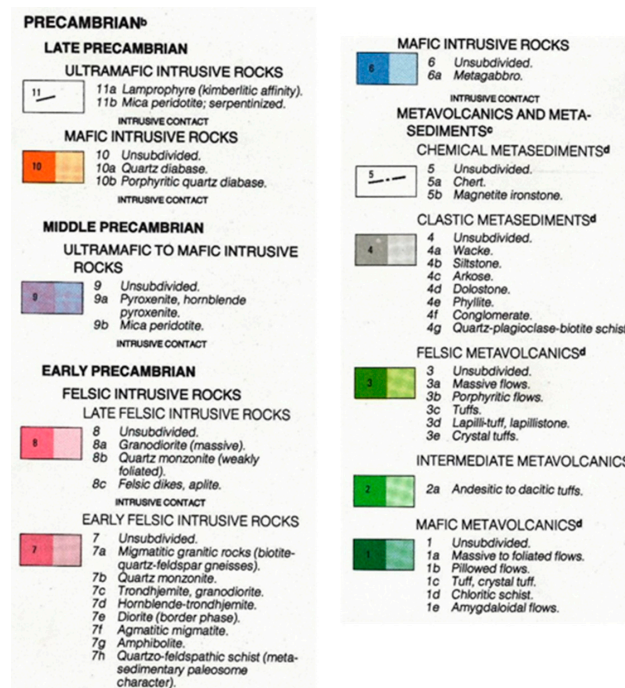 PRECAMBRIANb
LATE PRECAMBRIAN
ULTRAMAFIC INTRUSIVE ROCKS
11
11a Lamprophyre (kimberlitic affinity).
11b Mica peridotite; serpentinized.
INTRUSIVE CONTACT
MAFIC INTRUSIVE ROCKS
10
10 Unsubdivided.
10a Quartz diabase.
10b Porphyritic quartz diabase.
INTRUSIVE CONTACT
MIDDLE PRECAMBRIAN
ULTRAMAFIC TO MAFIC INTRUSIVE
ROCKS
9
9 Unsubdivided.
9a Pyroxenite, hornblende
pyroxenite.
9b Mica peridotite.
INTRUSIVE CONTACT
EARLY PRECAMBRIAN
FELSIC INTRUSIVE ROCKS
LATE FELSIC INTRUSIVE ROCKS
8
8 Unsubdivided.
8a Granodiorite (massive).
8b Quartz monzonite (weakly
foliated).
8c Felsic dikes, aplite.
INTRUSIVE CONTACT
EARLY FELSIC INTRUSIVE ROCKS
7
7 Unsubdivided.
7a Migmatitic granitic rocks (biotite-
quartz-feldspar gneisses).
7b Quartz monzonite.
7c Trondhjemite, granodiorite.
7d Hornblende-trondhjemite.
7e Diorite (border phase).
7f Agmatitic migmatite.
7g Amphibolite.
7h Quartzo-feldspathic schist (meta-
sedimentary paleosome
character).
MAFIC INTRUSIVE ROCKS
6
6 Unsubdivided.
6a Metagabbro.
INTRUSIVE CONTACT
METAVOLCANICS AND META-
SEDIMENTSc
CHEMICAL METASEDIMENTSd
5
5 Unsubdivided.
5a Chert.
5b Magnetite ironstone.
CLASTIC METASEDIMENTSd
4
4 Unsubdivided.
4a Wacke.
4b Siltstone.
4c Arkose.
4d Dolostone.
4e Phyllite.
4f Conglomerate.
4g Quartz-plagioclase-biotite schist
FELSIC METAVOLCANICSd
3
3 Unsubdivided.
3a Massive flows.
3b Porphyritic flows.
3c Tuffs.
3d Lapilli-tuff, lapillistone.
3e Crystal tuffs.
INTERMEDIATE METAVOLCANICS
2
2a Andesitic to dacitic tuffs.
MAFIC METAVOLCANICSd
1
1 Unsubdivided.
1a Massive to foliated flows.
1b Pillowed flows.
1c Tuff, crystal tuff.
1d Chloritic schist.
1e Amygdaloidal flows.